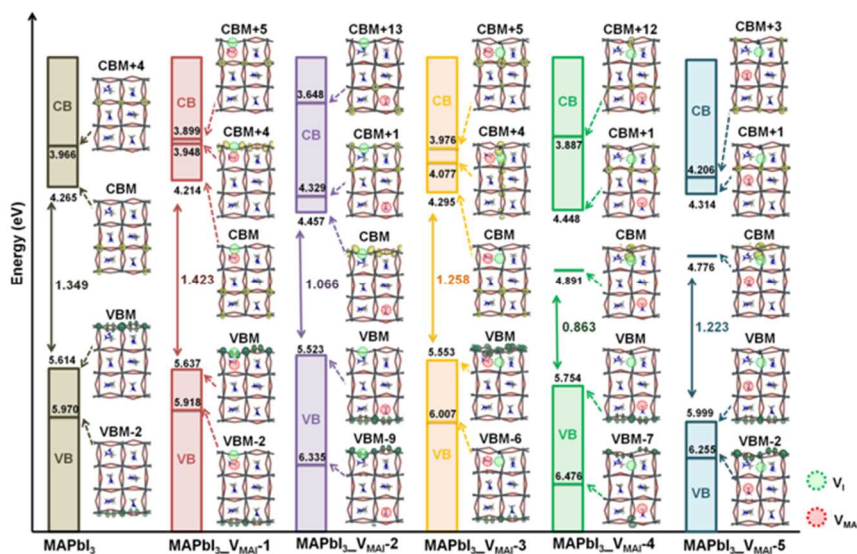 Energy (eV)
CBM+4
CB
3.966
4.265
CBM
1.349
VBM
5.614
5.970
VBM-2
VB
MAPbI3
CBM+5
CB
3.899
CBM+4
3.948
4.214
CBM
1.423
VBM
5.637
5.918
VBM-2
VB
MAPbI3_VMAI-1
CBM+13
3.648
CB
CBM+1
4.329
4.457
CBM
1.066
VBM
5.523
VB
VBM-9
6.335
MAPbI3_VMAI-2
CBM+5
CB
3.976
CBM+4
4.077
4.295
CBM
1.258
VBM
5.553
6.007
VBM-6
VB
MAPbI3_VMAI-3
CBM+12
CB
3.887
CBM+1
4.448
CBM
4.891
0.863
VBM
5.754
VB
VBM-7
6.476
MAPbI3_VMAI-4
CBM+3
CB
CBM+1
4.206
4.314
CBM
4.776
1.223
VBM
5.999
VBM-2
6.255
VB
MAPbI3_VMAI-5
VI
VMA